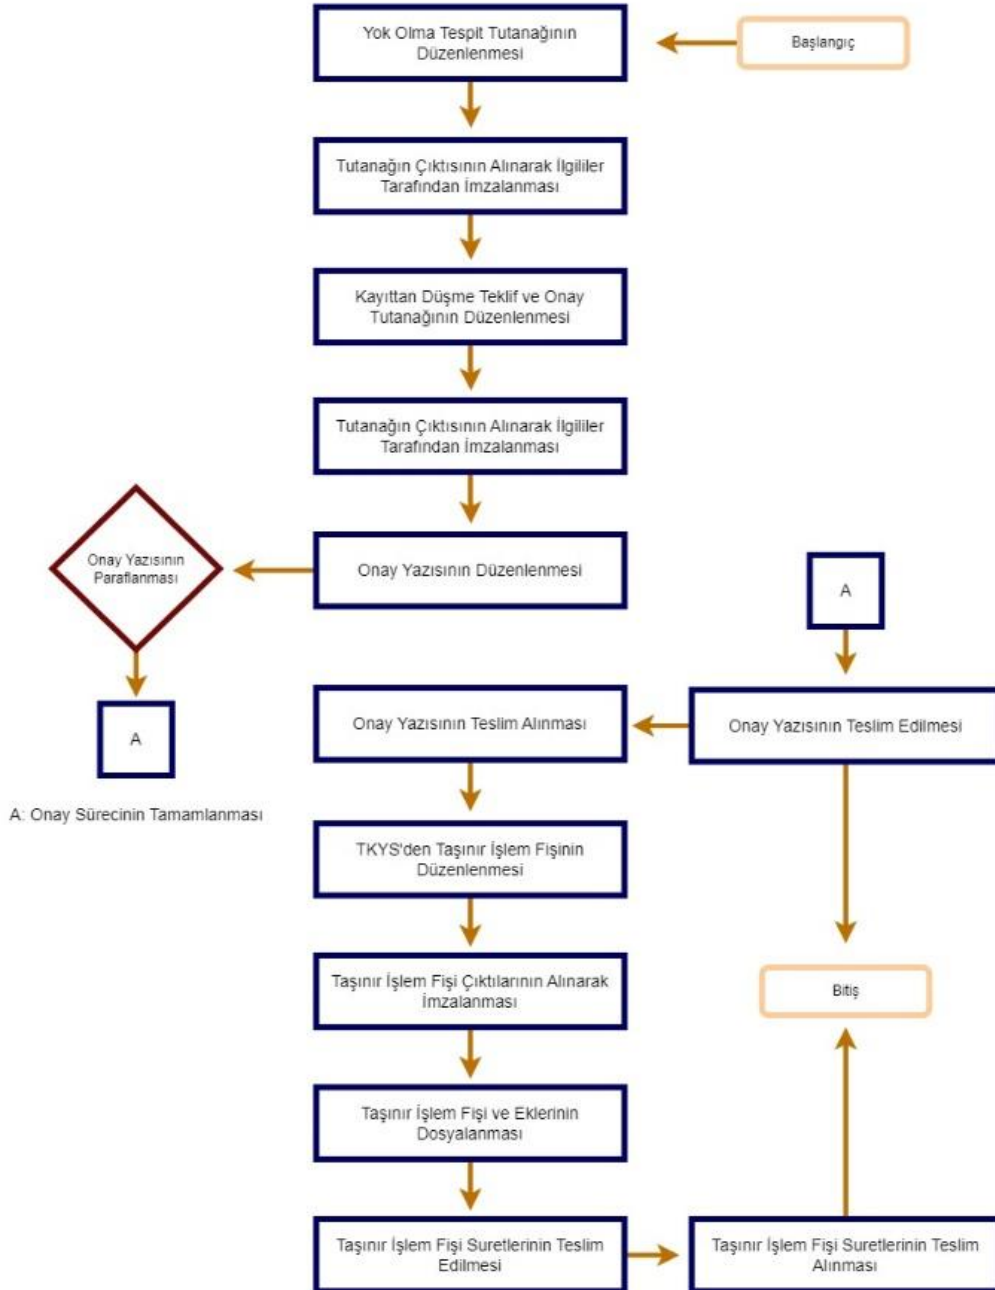 Başlangıç
Yok Olma Tespit Tutanağının
Düzenlenmesi
Tutanağın Çıktısının Alınarak İlgililer
Tarafından İmzalanması
Kayıttan Düşme Teklif ve Onay
Tutanağının Düzenlenmesi
Tutanağın Çıktısının Alınarak İlgililer
Tarafından İmzalanması
Onay Yazısının Düzenlenmesi
Onay Yazısının
Paraflanması
A
A: Onay Sürecinin Tamamlanması
A
Onay Yazısının Teslim Edilmesi
Onay Yazısının Teslim Alınması
TKYS'den Taşınır İşlem Fişinin
Düzenlenmesi
Taşınır İşlem Fişi Çıktılarının Alınarak
İmzalanması
Taşınır İşlem Fişi ve Eklerinin
Dosyalanması
Taşınır İşlem Fişi Suretlerinin Teslim
Edilmesi
Taşınır İşlem Fişi Suretlerinin Teslim
Alınması
Bitiş